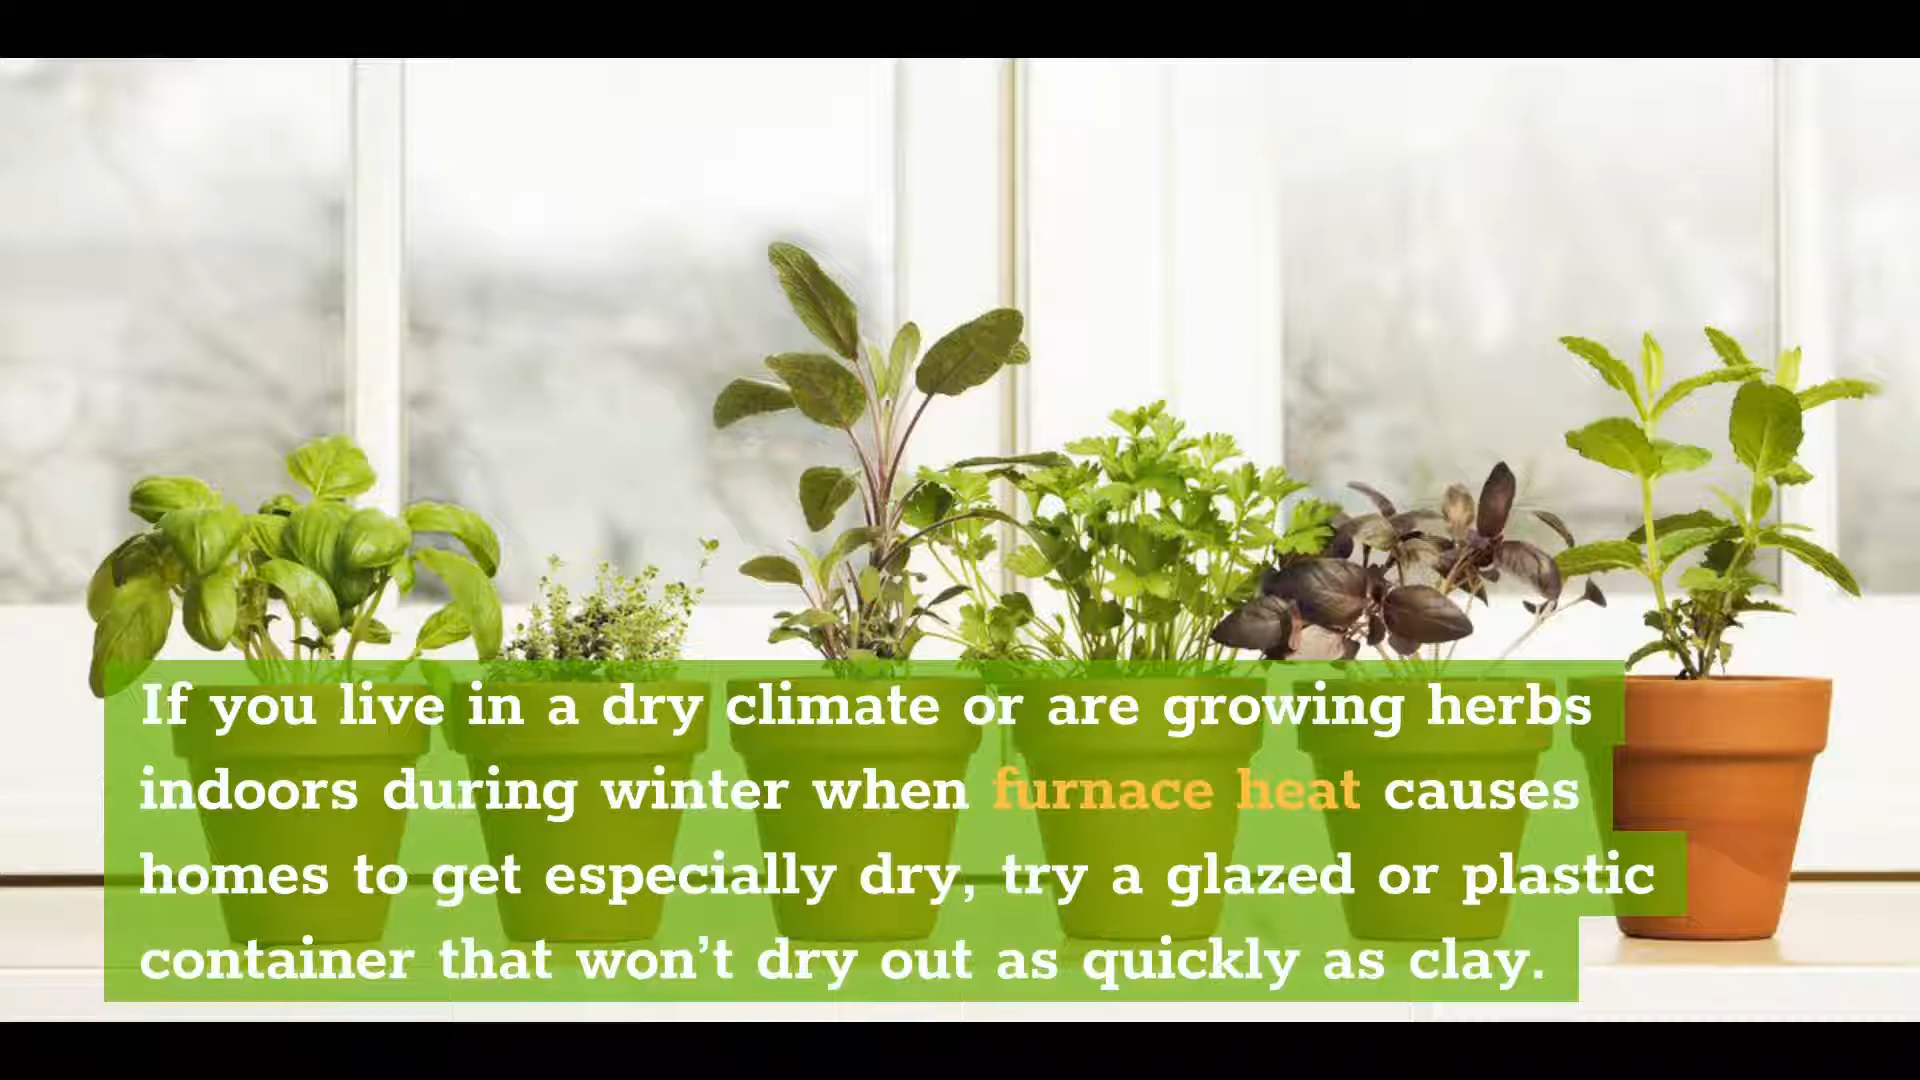 If you live in a dry climate or are growing herbs
indoors during winter when furnace heat causes
homes to get especially dry, try a glazed or plastic
container that won’t dry out as quickly as clay.